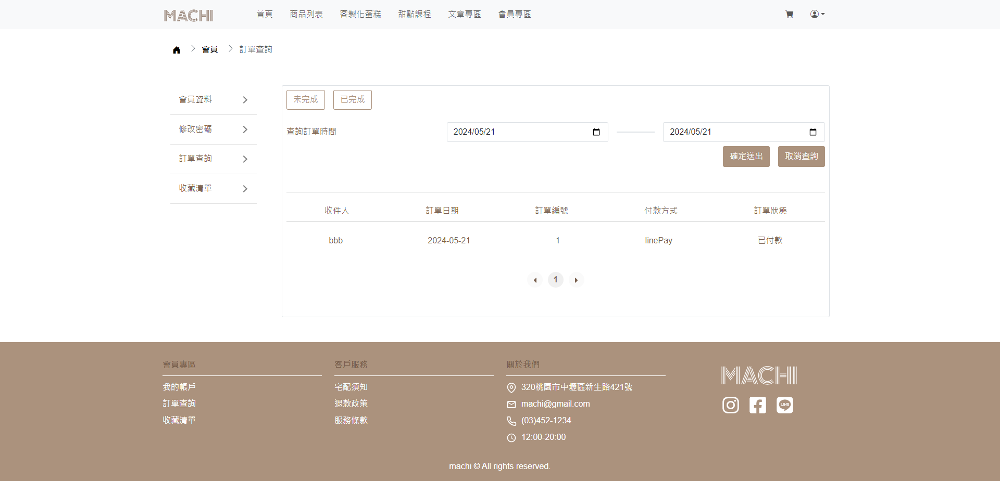 MACHI 首頁 商品列表 客製化蛋糕 甜點課程 文章專區 會員專區
會員 訂單查詢
會員資料
修改密碼
訂單查詢
收藏清單
未完成 已完成
查詢訂單時間 2024/05/21 2024/05/21
確定送出 取消查詢
收件人 訂單日期 訂單編號 付款方式 訂單狀態
bbb 2024-05-21 1 linePay 已付款
1
會員專區
我的帳戶
訂單查詢
收藏清單
客戶服務
宅配須知
退款政策
服務條款
關於我們
320桃園市中壢區新生路421號
machi@gmail.com
(03)452-1234
12:00-20:00
MACHI
LINE
machi © All rights reserved.